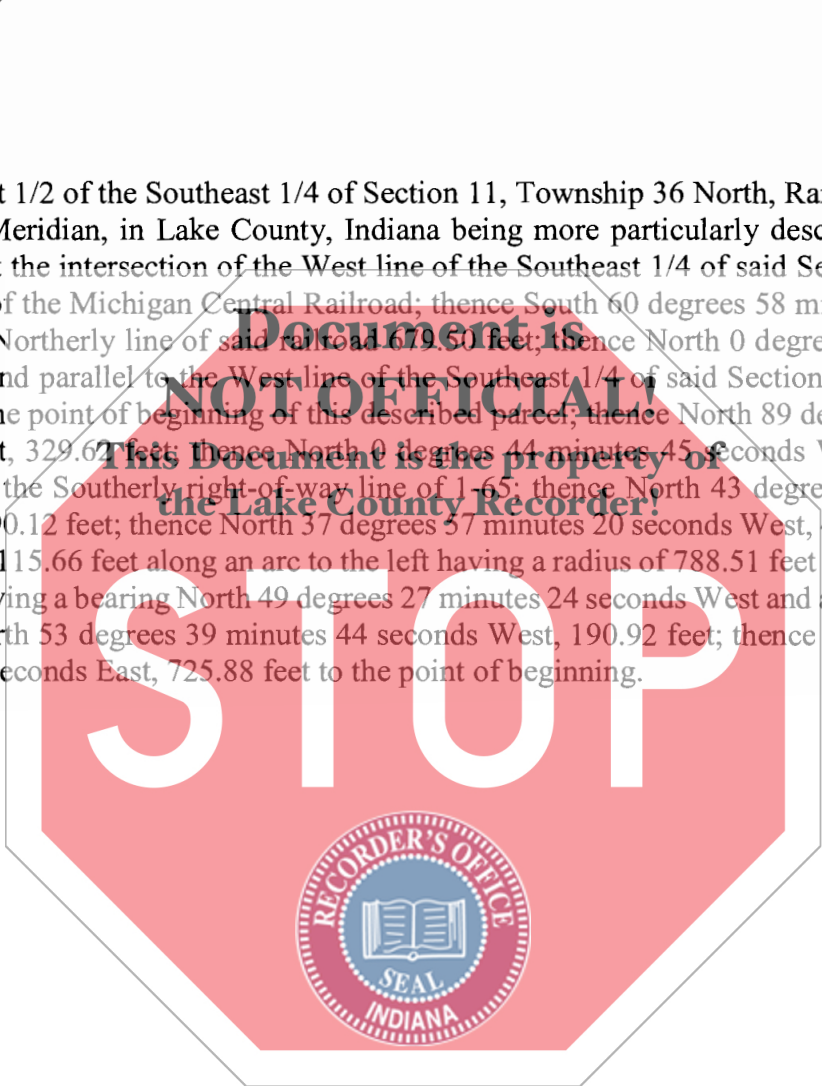 t 1/2 of the Southeast 1/4 of Section 11, Township 36 North, Ra
Meridian, in Lake County, Indiana being more particularly desc
t the intersection of the West line of the Southeast 1/4 of said Se
of the Michigan Central Railroad; thence South 60 degrees 58 m
Document is
Northerly line of said railroad 679.50 feet; thence North 0 degre
nd parallel to the West line of the Southeast 1/4 of said Section
NOT OFFICIAL!
e point of beginning of this described parcel; thence North 89 de
t, 329.67 feet; thence North 0 degrees 44 minutes 45 seconds W
This Document is the property of
the Southerly right-of-way line of 1-65; thence North 43 degre
the Lake County Recorder!
0.12 feet; thence North 37 degrees 57 minutes 20 seconds West,
115.66 feet along an arc to the left having a radius of 788.51 feet
ving a bearing North 49 degrees 27 minutes 24 seconds West and a
rth 53 degrees 39 minutes 44 seconds West, 190.92 feet; thence
econds East, 725.88 feet to the point of beginning.
STOP
RECORDER'S OFFICE
SEAL
INDIANA